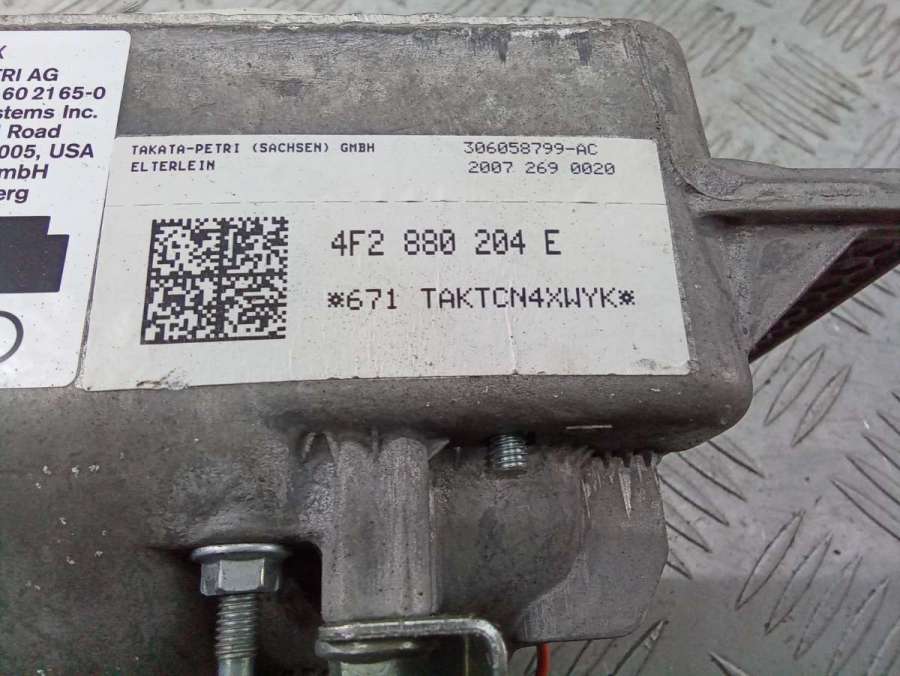 TRI AG
602165-0
stems Inc.
Road
005, USA
mbH
erg
TAKATA-PETRI (SACHSEN) GMBH
ELTERLEIN
306058799-AC
2007 269 0020
4F2 880 204 E
*671 TAKTCN4XWYK*